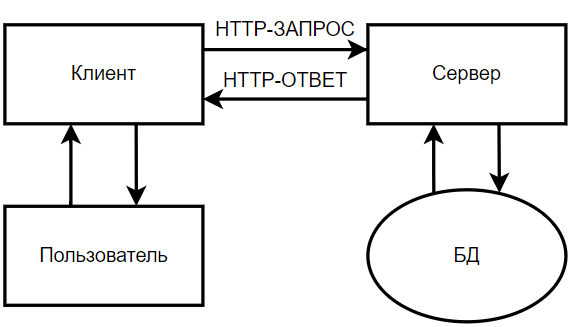 HTTP-ЗАПРОС
Клиент
Сервер
HTTP-ОТВЕТ
Пользователь
БД